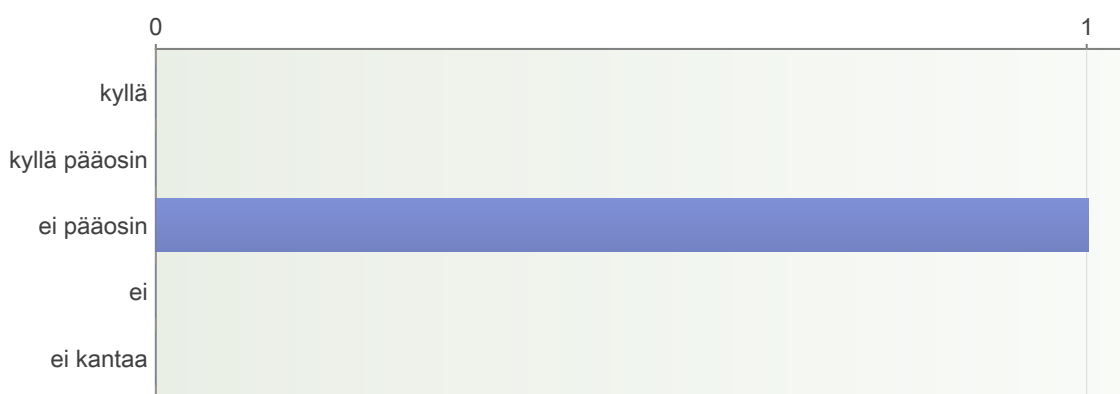 0 1
kyllä
kyllä pääosin
ei pääosin
ei
ei kantaa